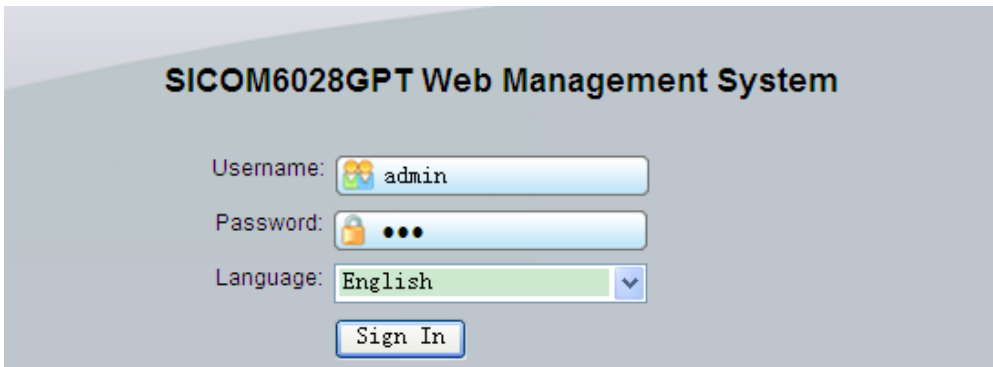 SICOM6028GPT Web Management System
Username: admin
Password: •••
Language: English
Sign In